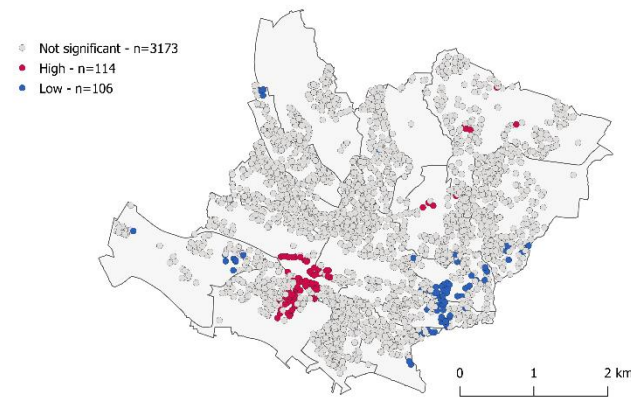 Not significant - n=3173
High - n=114
Low - n=106
0 1 2 km